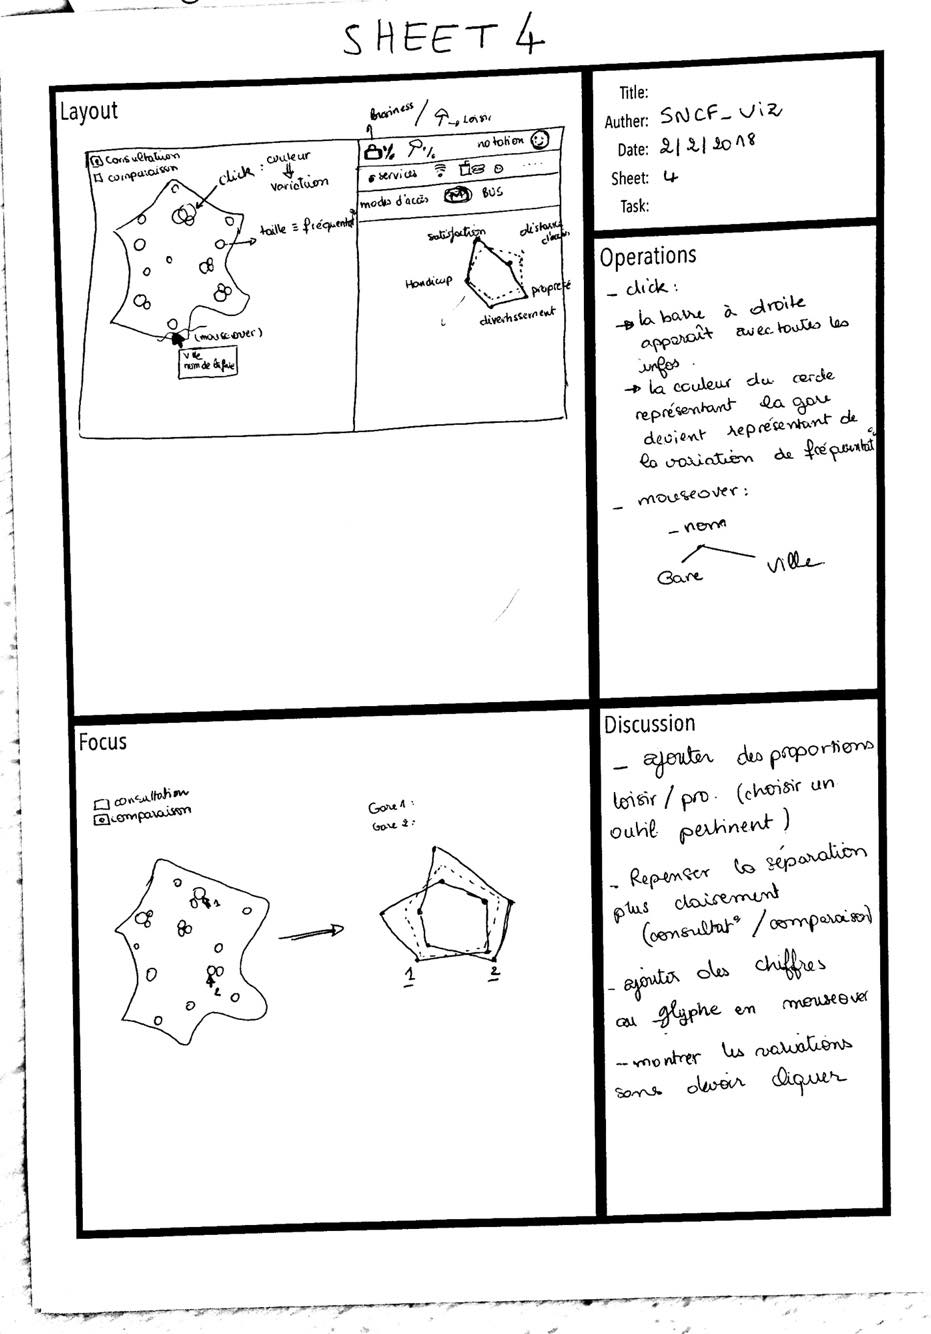 SHEET 4
Layout
Business / → Loisir
☒ consultation
☐ comparaison
click : couleur
⇓
variation
taille ≡ fréquentat°
(mouseover)
ville
nom de
% % notation
services
modes d'accès BUS
satisfaction
distance
Handicap
propreté
divertissement
Title:
Auther: SNCF_Viz
Date: 2/2/2018
Sheet: 4
Task:
Operations
- click :
→ la barre à droite
apparaît avec toutes les
infos.
→ la couleur du cercle
représentant la gare
devient représentant de
la variation de fréquentat°
- mouseover :
- nom
Gare ville
Focus
☐ consultation
☒ comparaison
Gare 1 :
Gare 2 :
1
2
1 2
Discussion
- ajouter des proportions
loisir / pro. (choisir un
outil pertinent)
- Repenser la séparation
plus clairement
(consultat° / comparaison)
- ajouter des chiffres
au glyphe en mouseover
- montrer les variations
sans devoir cliquer